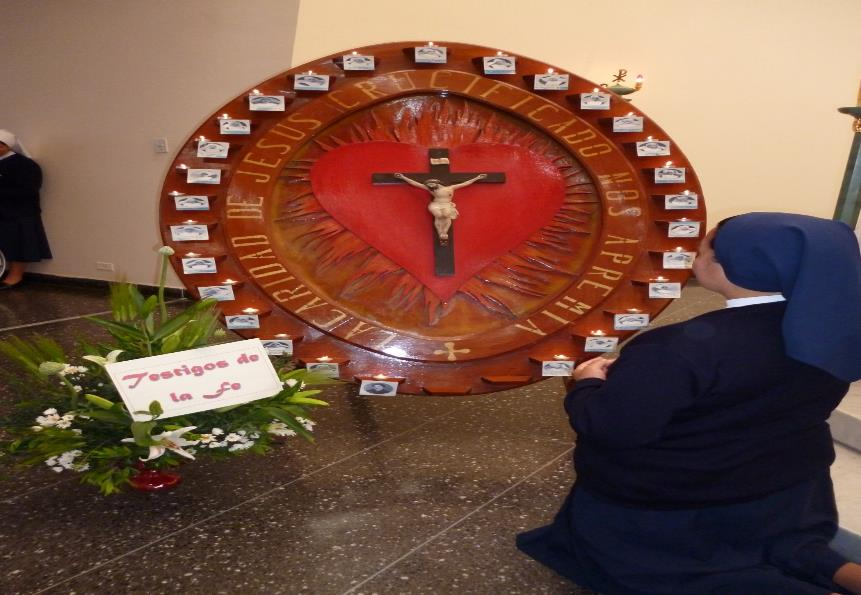 LA CARIDAD DE JESUS CRUCIFICADO NOS APREMIA
Testigos de
la fe